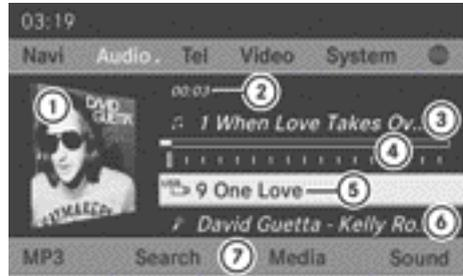 03:19
Navi Audio. Tel Video System
1 DAVID GUETTA
00:03 2
1 When Love Takes Ov.. 3
4
USB 9 One Love 5
David Guetta - Kelly Ro.. 6
MP3 Search 7 Media Sound